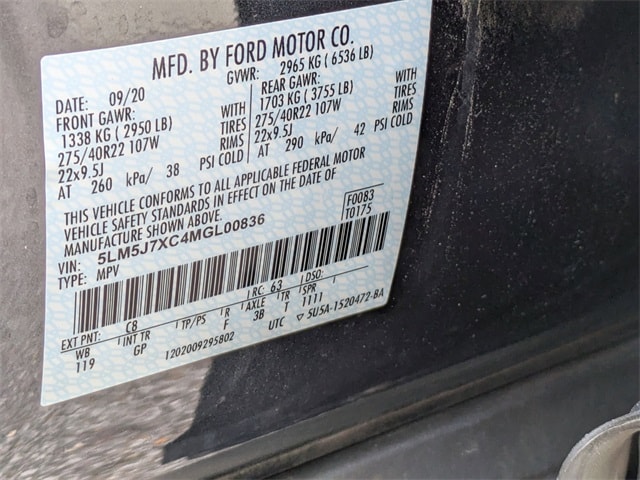 MFD. BY FORD MOTOR CO.
DATE: 09/20 GVWR: 2965 KG ( 6536 LB)
FRONT GAWR: REAR GAWR:
1338 KG ( 2950 LB) WITH 1703 KG ( 3755 LB) WITH
275/40R22 107W TIRES 275/40R22 107W TIRES
22x9.5J RIMS 22x9.5J RIMS
AT 260 kPa/ 38 PSI COLD AT 290 kPa/ 42 PSI COLD
THIS VEHICLE CONFORMS TO ALL APPLICABLE FEDERAL MOTOR
VEHICLE SAFETY STANDARDS IN EFFECT ON THE DATE OF
MANUFACTURE SHOWN ABOVE.
F0083
T0175
VIN: 5LM5J7XC4MGL00836
TYPE: MPV
EXT PNT: C8 RC: 63 DSO:
WB INT TR TP/PS R AXLE TR SPR
119 GP F 3B T 1111
1202009295802 UTC ▽ 5U5A-1520472-BA